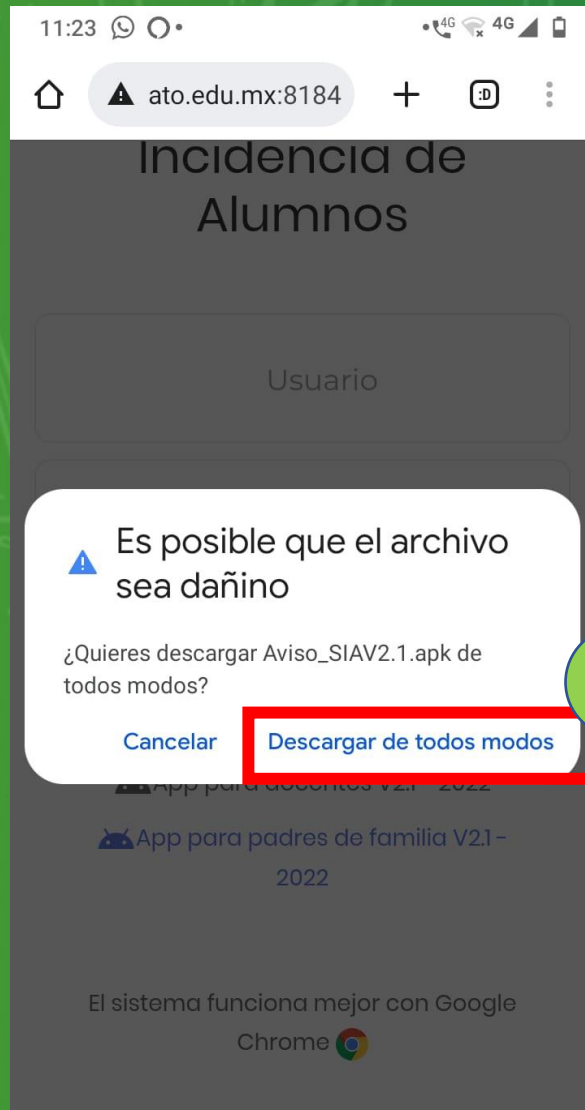 11:23
4G 4G
ato.edu.mx:8184
:D
Incidencia de
Alumnos
Usuario
Es posible que el archivo
sea dañino
¿Quieres descargar Aviso_SIAV2.1.apk de
todos modos?
Cancelar Descargar de todos modos
App para docentos V2.1 - 2022
App para padres de familia V2.1 -
2022
El sistema funciona mejor con Google
Chrome